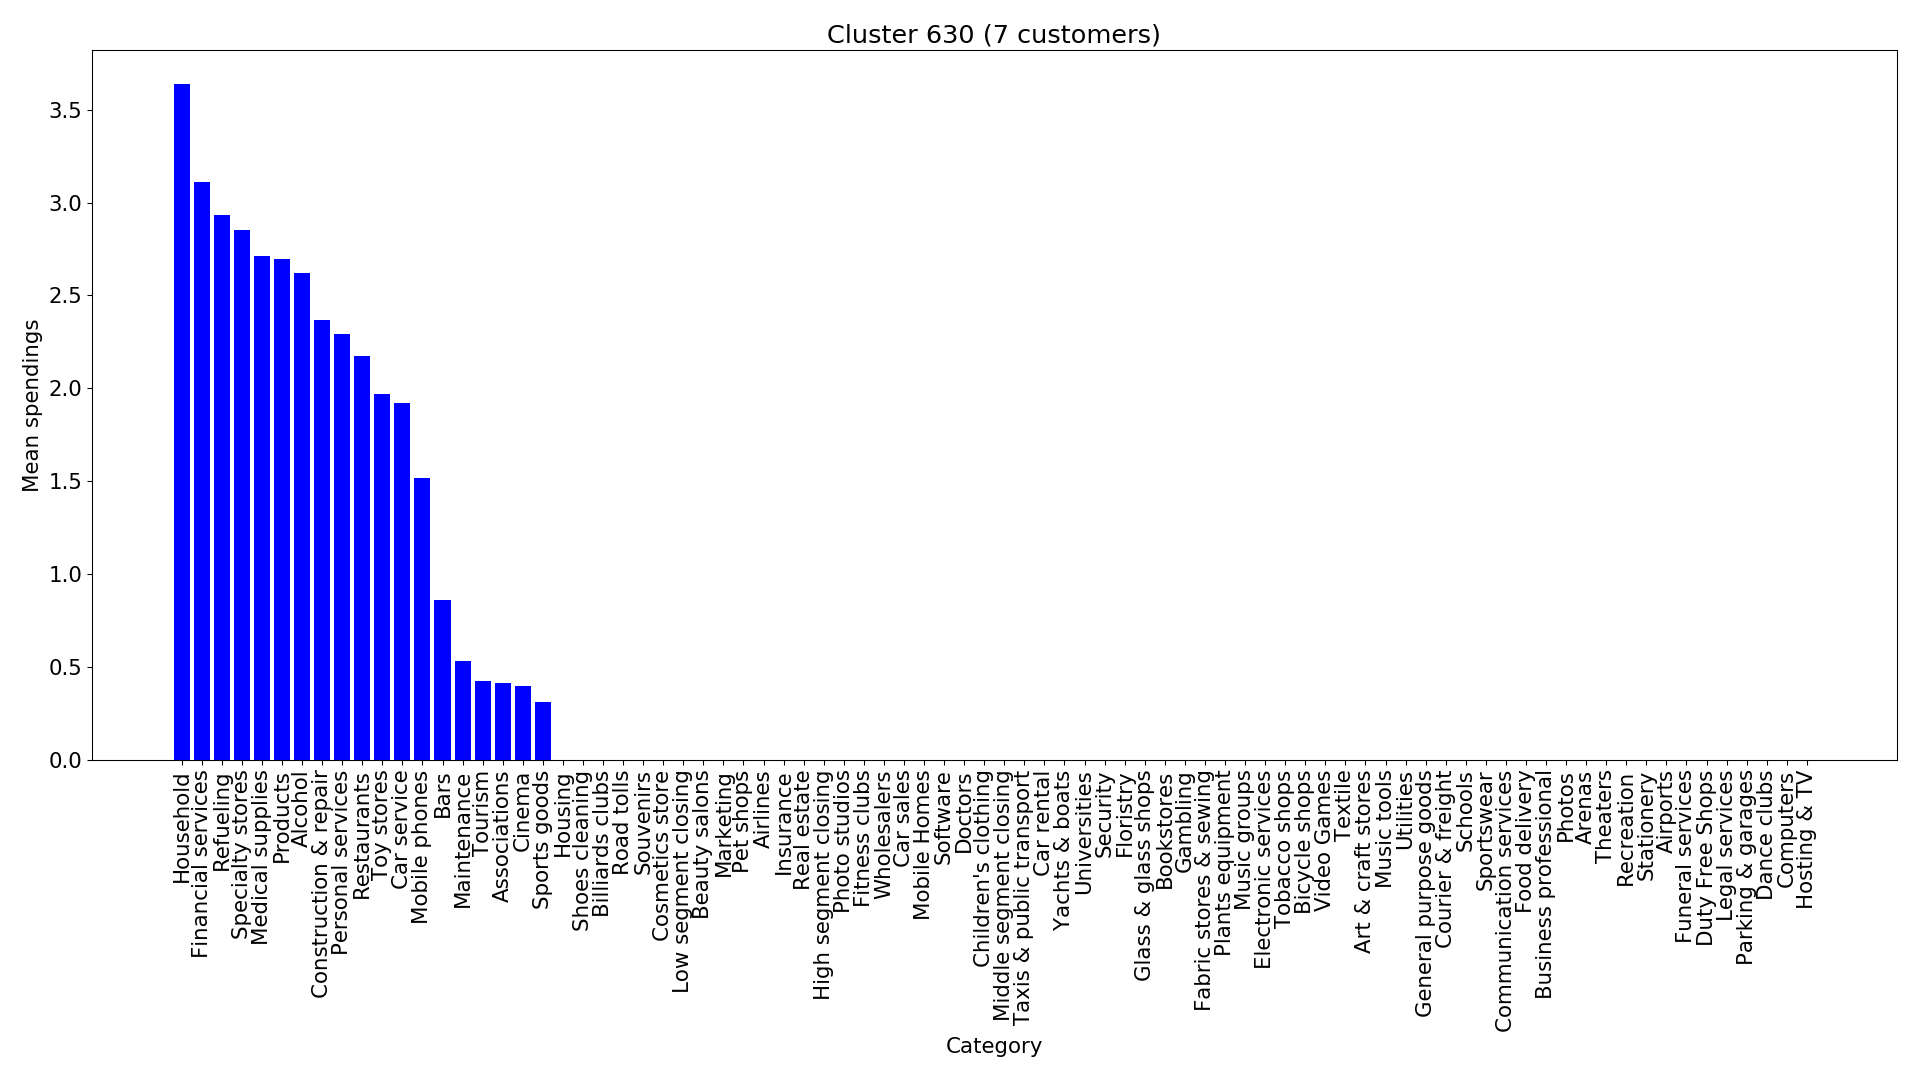 Cluster 630 (7 customers)
Mean spendings
3.5
3.0
2.5
2.0
1.5
1.0
0.5
0.0
Household
Financial services
Refueling
Specialty stores
Medical supplies
Products
Alcohol
Construction & repair
Personal services
Restaurants
Toy stores
Car service
Mobile phones
Bars
Maintenance
Tourism
Associations
Cinema
Sports goods
Housing
Shoes cleaning
Billiards clubs
Road tolls
Souvenirs
Cosmetics store
Low segment closing
Beauty salons
Marketing
Pet shops
Airlines
Insurance
Real estate
High segment closing
Photo studios
Fitness clubs
Wholesalers
Car sales
Mobile Homes
Software
Doctors
Children's clothing
Middle segment closing
Taxis & public transport
Car rental
Yachts & boats
Universities
Security
Floristry
Glass & glass shops
Bookstores
Gambling
Fabric stores & sewing
Plants equipment
Music groups
Electronic services
Tobacco shops
Bicycle shops
Video Games
Textile
Art & craft stores
Music tools
Utilities
General purpose goods
Courier & freight
Schools
Sportswear
Communication services
Food delivery
Business professional
Photos
Arenas
Theaters
Recreation
Stationery
Airports
Funeral services
Duty Free Shops
Legal services
Parking & garages
Dance clubs
Computers
Hosting & TV
Category